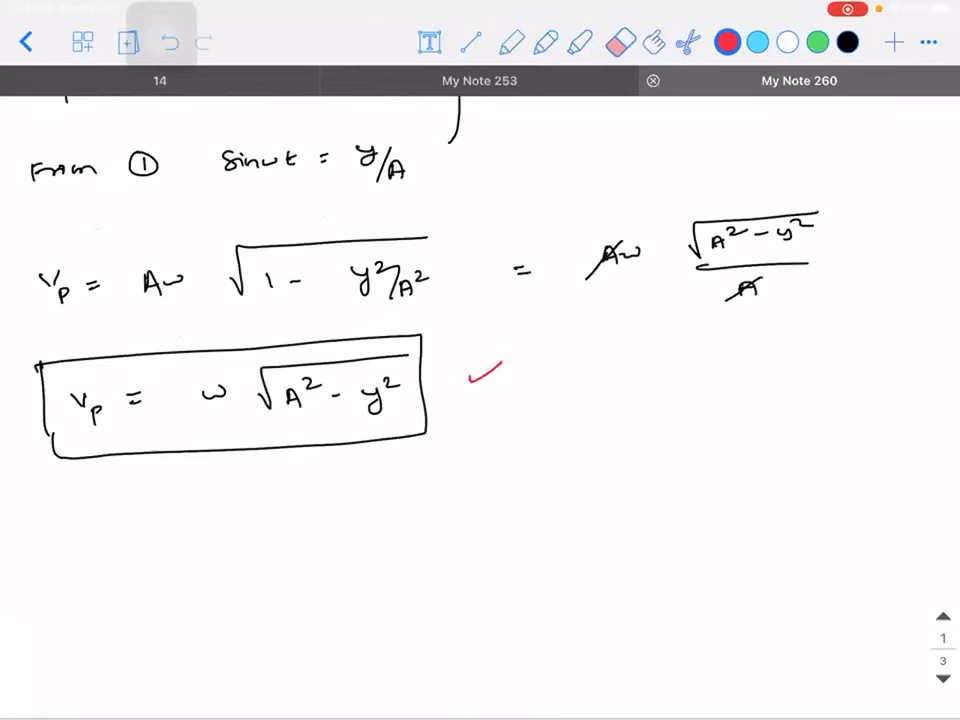 14 My Note 253 My Note 260
From ① Sinωt = y/A
Vp = Aω √(1 - y²/A²) = Aω √(A² - y²)/A
Vp = ω √(A² - y²) ✓
1
3